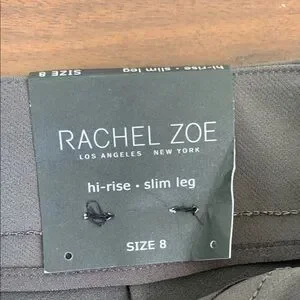 hi-rise • slim leg
SIZE 8
RACHEL ZOE
LOS ANGELES NEW YORK
hi-rise • slim leg
SIZE 8